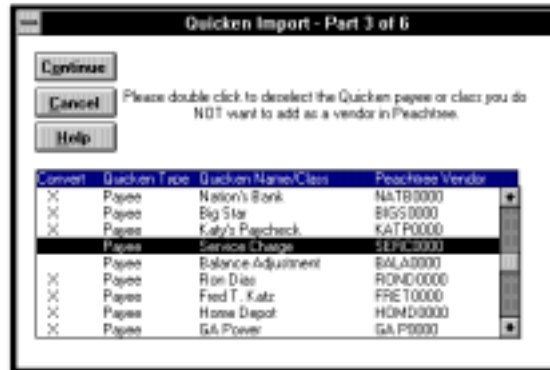 Quicken Import - Part 3 of 6
Continue
Cancel
Help
Please double click to deselect the Quicken payee or class you do
NOT want to add as a vendor in Peachtree.
Convert Quicken Type Quicken Name/Class Peachtree Vendor
X Payee Nation's Bank NATB0000
X Payee Big Star BIGS0000
X Payee Katy's Paycheck KATP0000
Payee Service Charge SERC0000
Payee Balance Adjustment BALA0000
X Payee Ron Dias ROND0000
X Payee Fred T. Katz FRET0000
X Payee Home Depot HOMD0000
X Payee GA Power GA P0000